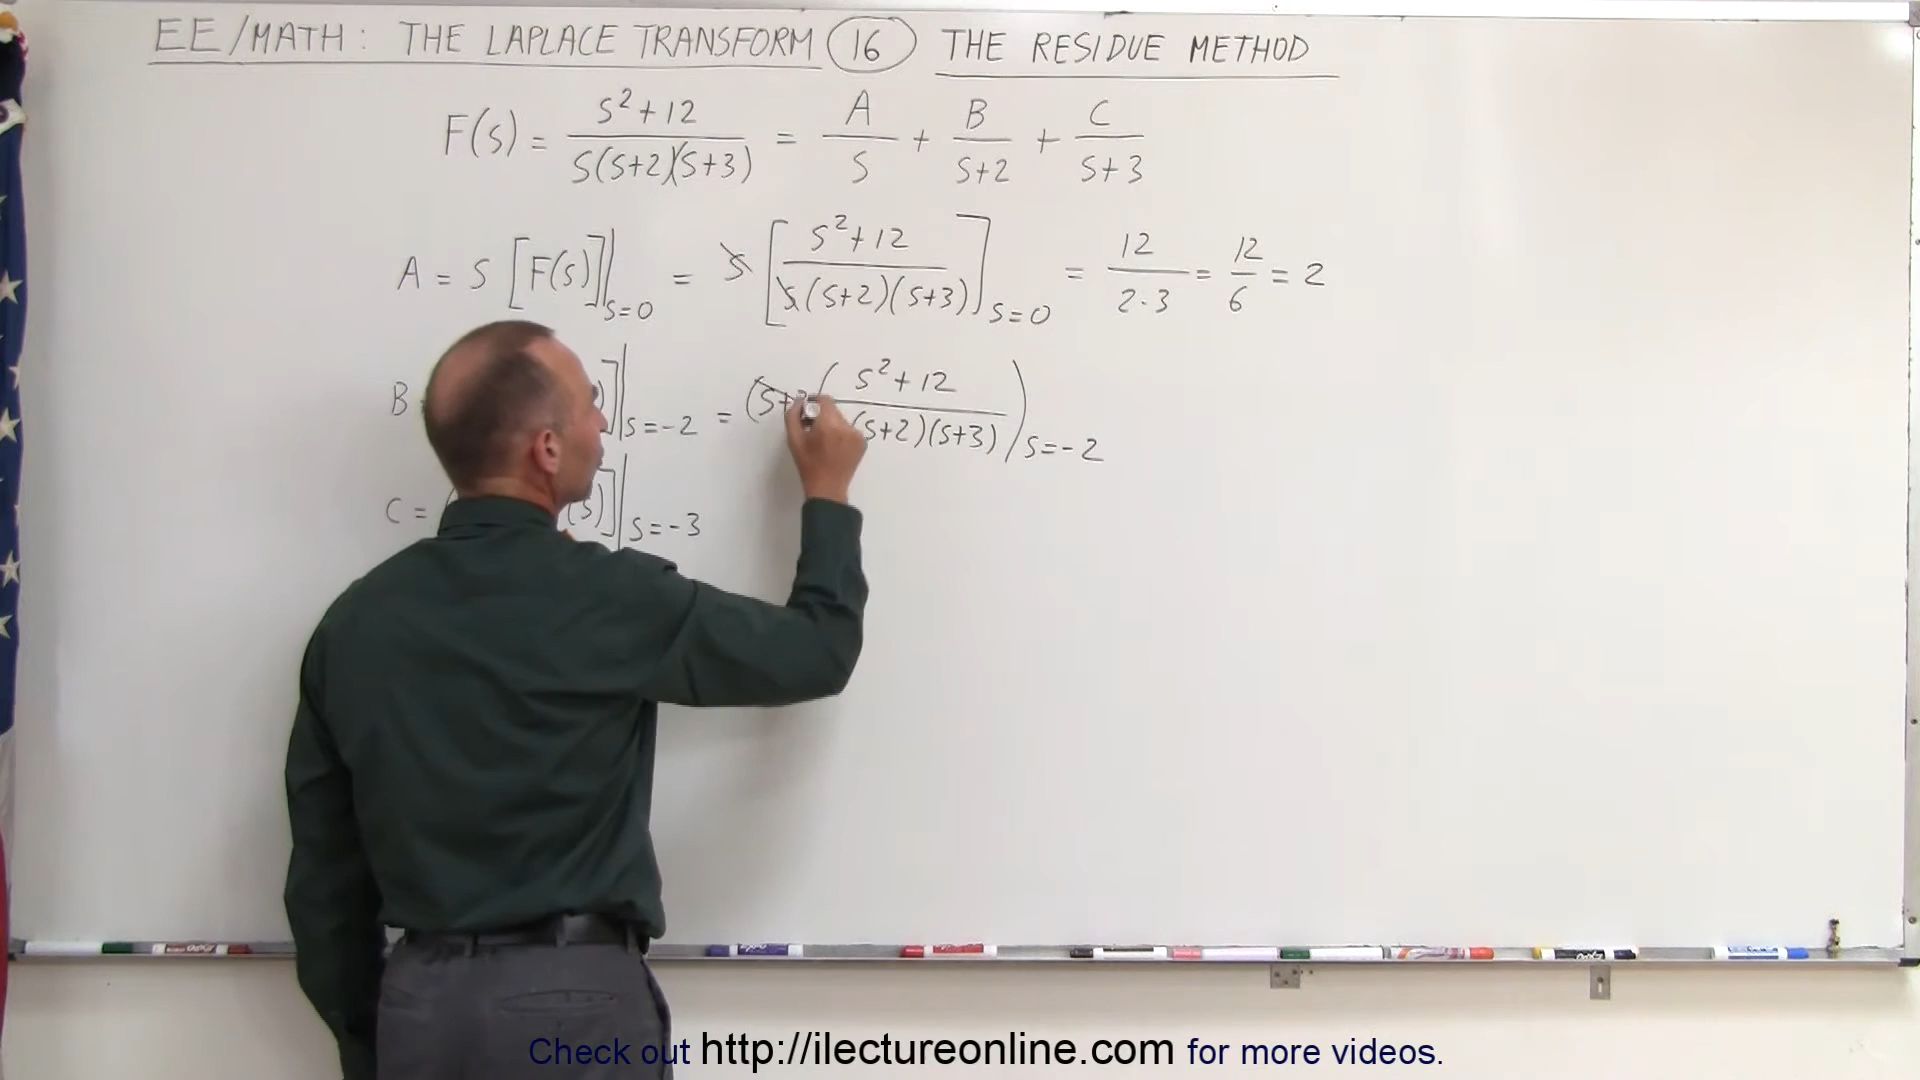 EE/MATH: THE LAPLACE TRANSFORM 16 THE RESIDUE METHOD
F(s) = (s²+12)/(s(s+2)(s+3)) = A/s + B/(s+2) + C/(s+3)
A = s [F(s)]|s=0 = s [(s²+12)/(s(s+2)(s+3))]s=0 = 12/(2·3) = 12/6 = 2
B ]|s=-2 = (s+ ((s²+12)/( (s+2)(s+3)))s=-2
C = (s)]|s=-3
Check out http://ilectureonline.com for more videos.